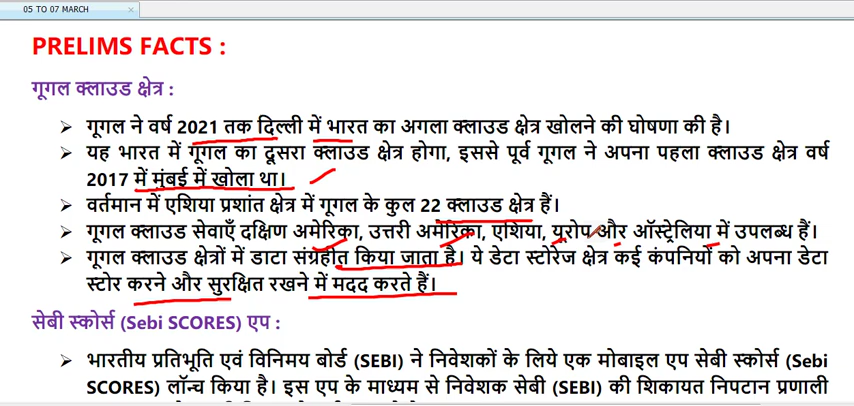 05 TO 07 MARCH
PRELIMS FACTS :
गूगल क्लाउड क्षेत्र :
➢ गूगल ने वर्ष 2021 तक दिल्ली में भारत का अगला क्लाउड क्षेत्र खोलने की घोषणा की है।
➢ यह भारत में गूगल का दूसरा क्लाउड क्षेत्र होगा, इससे पूर्व गूगल ने अपना पहला क्लाउड क्षेत्र वर्ष
2017 में मुंबई में खोला था।
➢ वर्तमान में एशिया प्रशांत क्षेत्र में गूगल के कुल 22 क्लाउड क्षेत्र हैं।
➢ गूगल क्लाउड सेवाएँ दक्षिण अमेरिका, उत्तरी अमेरिका, एशिया, यूरोप और ऑस्ट्रेलिया में उपलब्ध हैं।
➢ गूगल क्लाउड क्षेत्रों में डाटा संग्रहीत किया जाता है। ये डेटा स्टोरेज क्षेत्र कई कंपनियों को अपना डेटा
स्टोर करने और सुरक्षित रखने में मदद करते हैं।
सेबी स्कोर्स (Sebi SCORES) एप :
➢ भारतीय प्रतिभूति एवं विनिमय बोर्ड (SEBI) ने निवेशकों के लिये एक मोबाइल एप सेबी स्कोर्स (Sebi
SCORES) लॉन्च किया है। इस एप के माध्यम से निवेशक सेबी (SEBI) की शिकायत निपटान प्रणाली